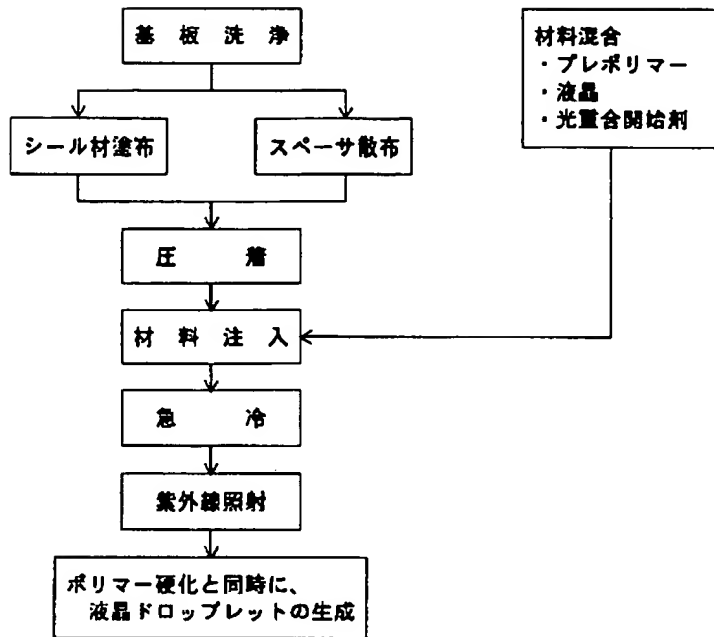 基板洗浄
材料混合
・プレポリマー
・液晶
・光重合開始剤
シール材塗布
スペーサ散布
圧着
材料注入
急冷
紫外線照射
ポリマー硬化と同時に、
液晶ドロップレットの生成